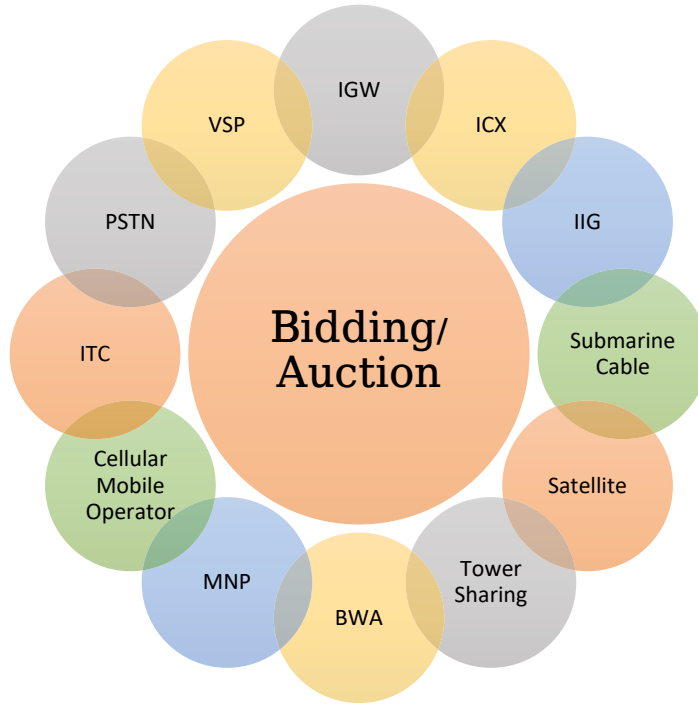 IGW
ICX
IIG
Submarine
Cable
Satellite
Tower
Sharing
BWA
MNP
Cellular
Mobile
Operator
ITC
PSTN
VSP
Bidding/
Auction